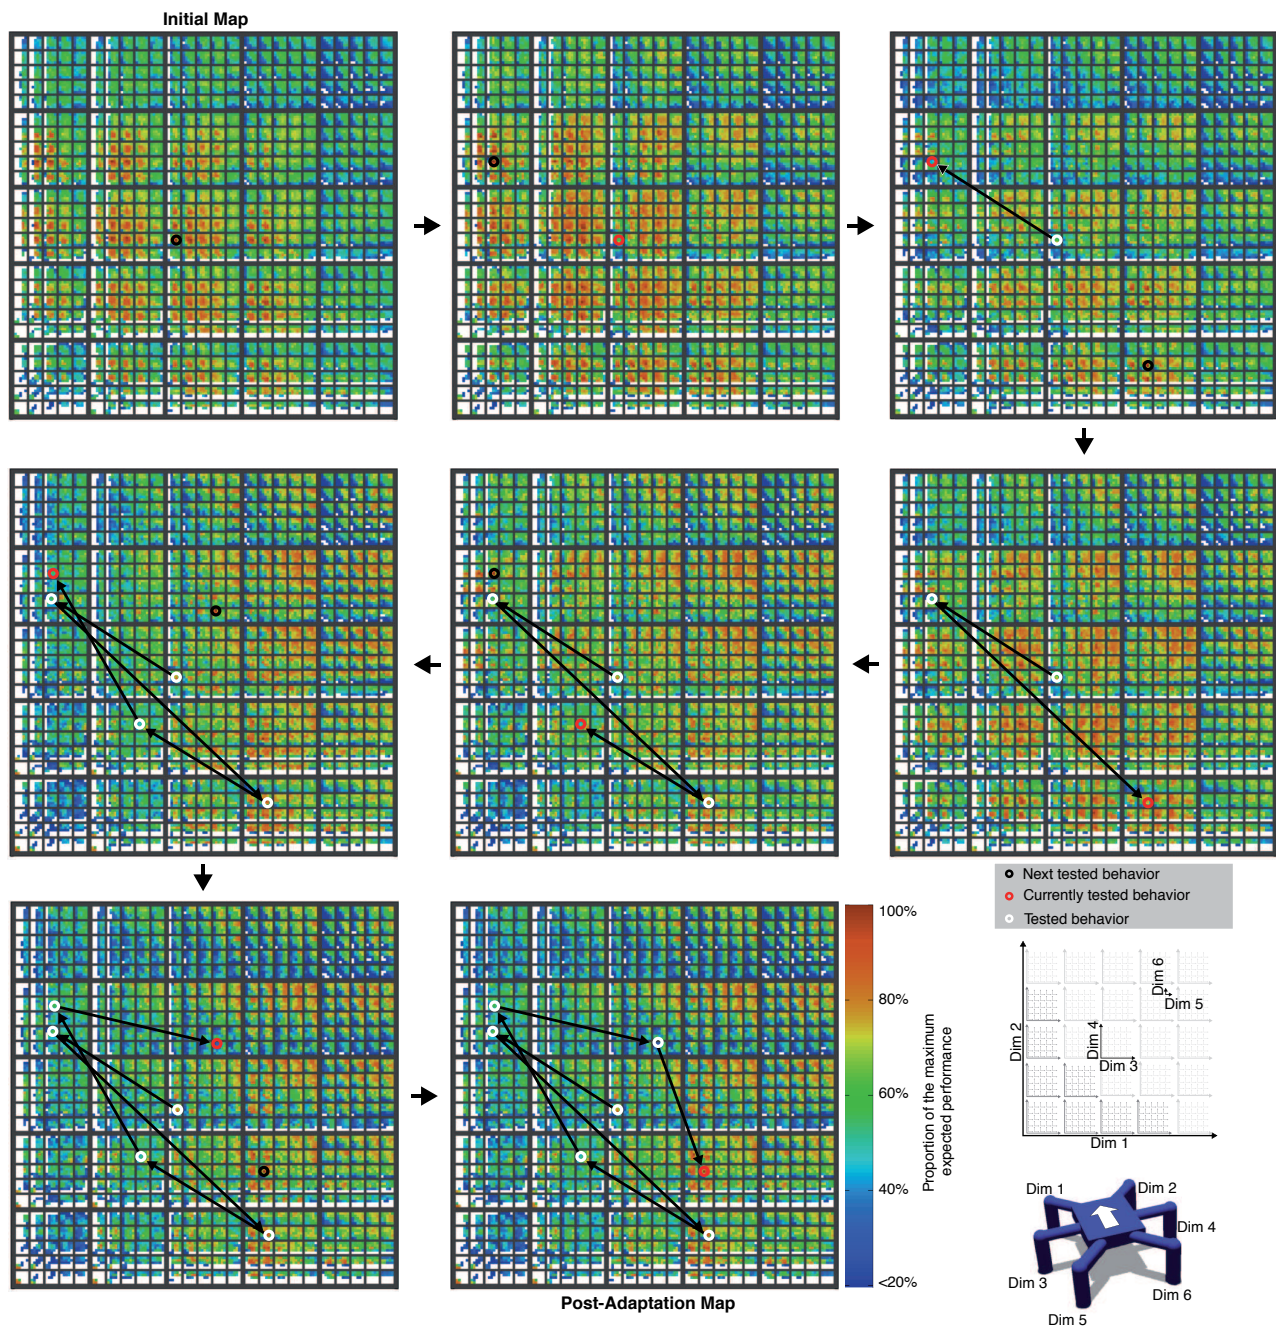 Initial Map
Next tested behavior
Currently tested behavior
Tested behavior
100%
80%
60%
40%
<20%
Proportion of the maximum
expected performance
Dim 2
Dim 4
Dim 3
Dim 6
Dim 5
Dim 1
Dim 1
Dim 2
Dim 4
Dim 3
Dim 6
Dim 5
Post-Adaptation Map